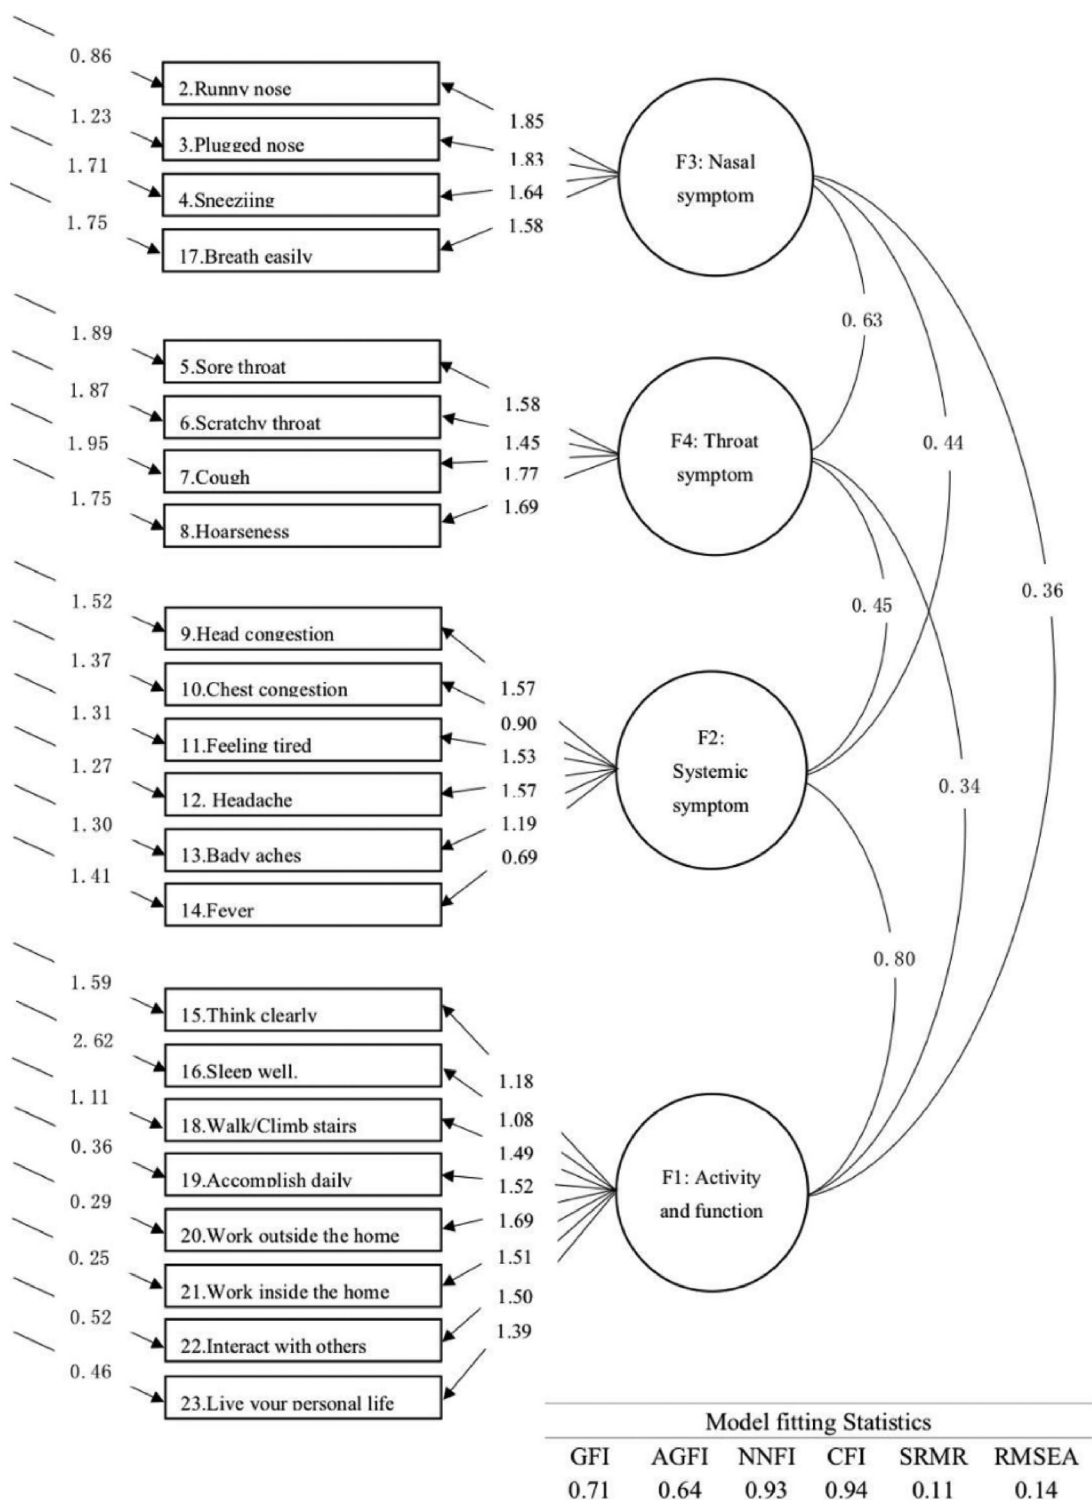 0.86
2.Runny nose
1.85
1.23
3.Plugged nose
1.83
1.71
4.Sneeziing
1.64
1.75
17.Breath easily
1.58
F3: Nasal
symptom
0.63
1.89
5.Sore throat
1.58
1.87
6.Scratchy throat
1.45
1.95
7.Cough
1.77
1.75
8.Hoarseness
1.69
F4: Throat
symptom
0.44
0.45
0.36
1.52
9.Head congestion
1.57
1.37
10.Chest congestion
0.90
1.31
11.Feeling tired
1.53
1.27
12. Headache
1.57
1.30
13.Bady aches
1.19
1.41
14.Fever
0.69
F2:
Systemic
symptom
0.34
0.80
1.59
15.Think clearly
1.18
2.62
16.Sleep well.
1.08
1.11
18.Walk/Climb stairs
1.49
0.36
19.Accomplish daily
1.52
0.29
20.Work outside the home
1.69
0.25
21.Work inside the home
1.51
0.52
22.Interact with others
1.50
0.46
23.Live your personal life
1.39
F1: Activity
and function
Model fitting Statistics
GFI AGFI NNFI CFI SRMR RMSEA
0.71 0.64 0.93 0.94 0.11 0.14